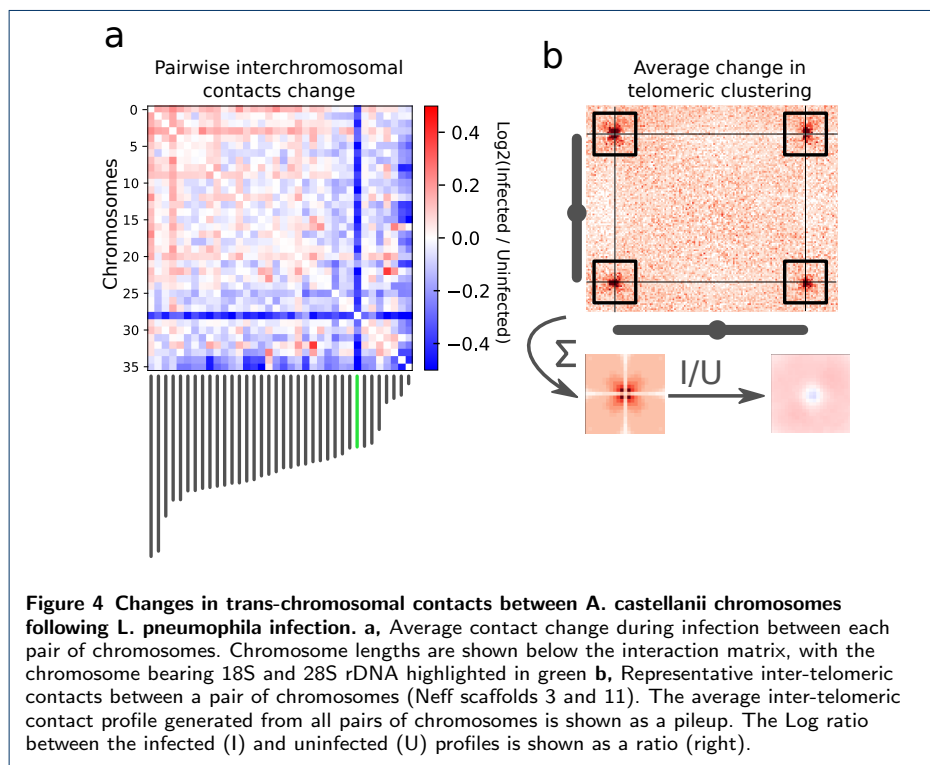 a
Pairwise interchromosomal
contacts change
0
5
10
15
20
25
30
35
Chromosomes
0.4
0.2
0.0
−0.2
−0.4
Log2(Infected / Uninfected)
b
Average change in
telomeric clustering
Σ
I/U
Figure 4 Changes in trans-chromosomal contacts between A. castellanii chromosomes
following L. pneumophila infection. a, Average contact change during infection between each
pair of chromosomes. Chromosome lengths are shown below the interaction matrix, with the
chromosome bearing 18S and 28S rDNA highlighted in green b, Representative inter-telomeric
contacts between a pair of chromosomes (Neff scaffolds 3 and 11). The average inter-telomeric
contact profile generated from all pairs of chromosomes is shown as a pileup. The Log ratio
between the infected (I) and uninfected (U) profiles is shown as a ratio (right).